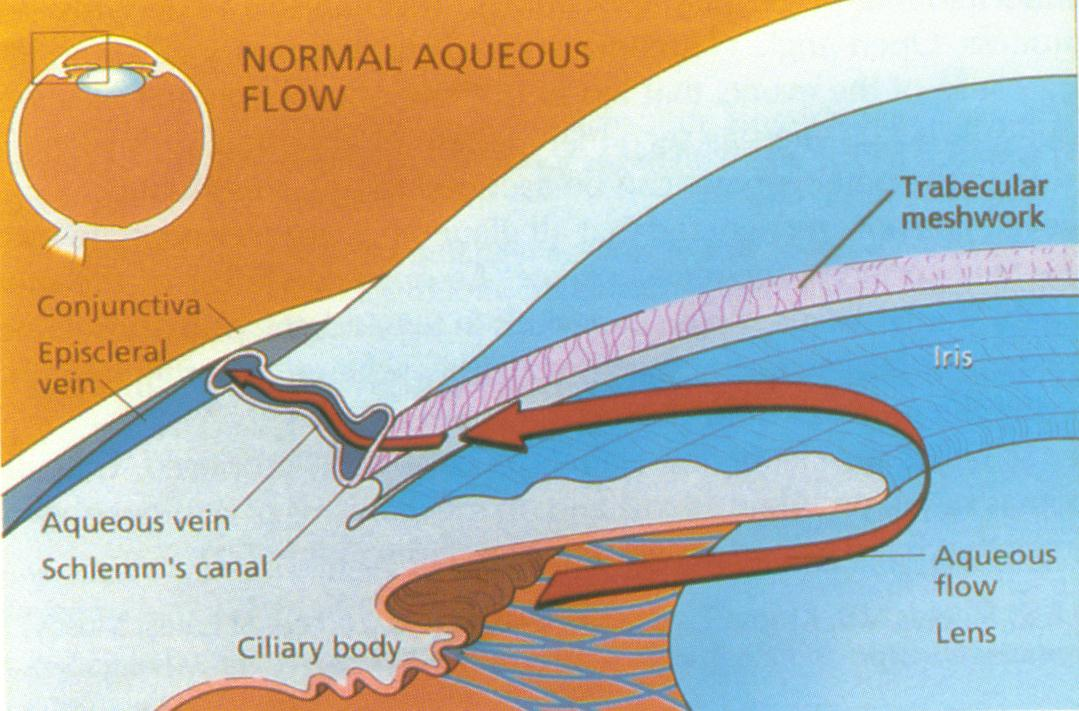 NORMAL AQUEOUS
FLOW
Trabecular
meshwork
Conjunctiva
Episcleral
vein
Iris
Aqueous vein
Schlemm's canal
Aqueous
flow
Ciliary body
Lens